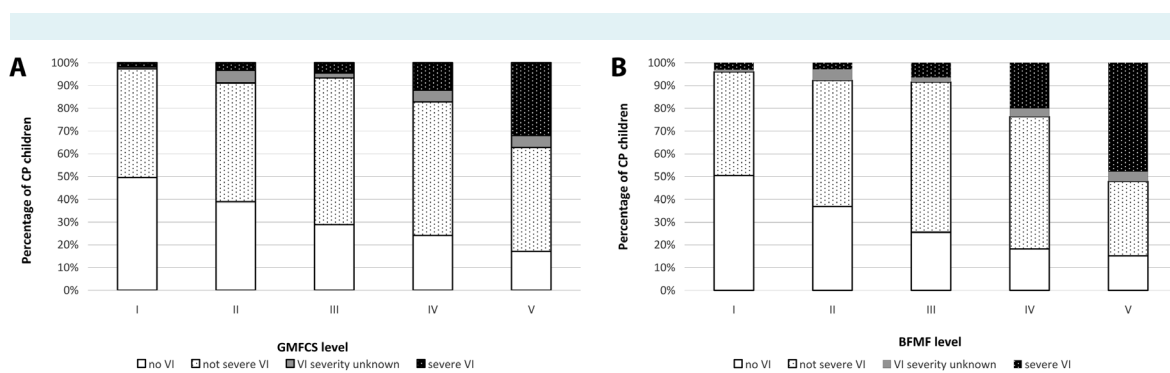 A
Percentage of CP children
100%
90%
80%
70%
60%
50%
40%
30%
20%
10%
0%
I II III IV V
GMFCS level
no VI not severe VI VI severity unknown severe VI
B
Percentage of CP children
100%
90%
80%
70%
60%
50%
40%
30%
20%
10%
0%
I II III IV V
BFMF level
no VI not severe VI VI severity unknown severe VI